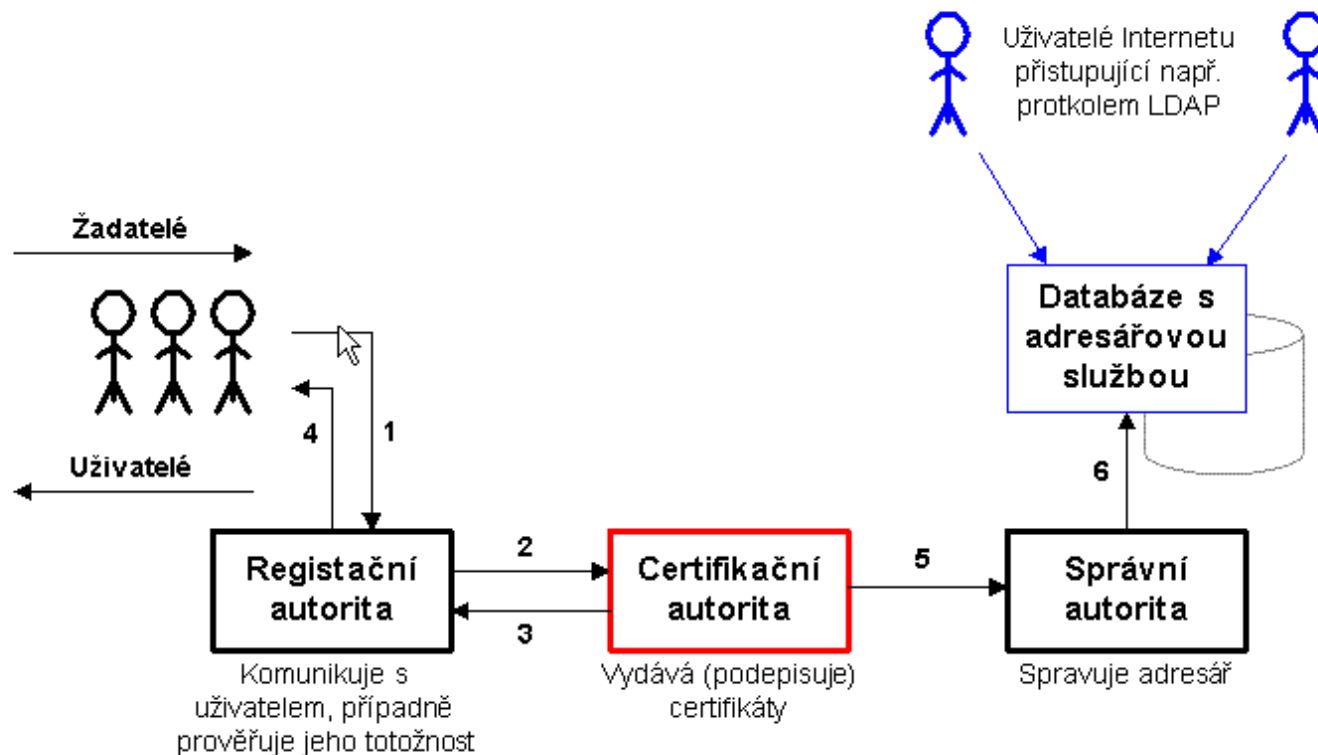 Uživatelé Internetu
přistupující např.
protkolem LDAP
Žadatelé
Databáze s
adresářovou
službou
4
1
Uživatelé
6
Registační
autorita
2
3
Certifikační
autorita
5
Správní
autorita
Komunikuje s
uživatelem, případně
prověřuje jeho totožnost
Vydává (podepisuje)
certifikáty
Spravuje adresář